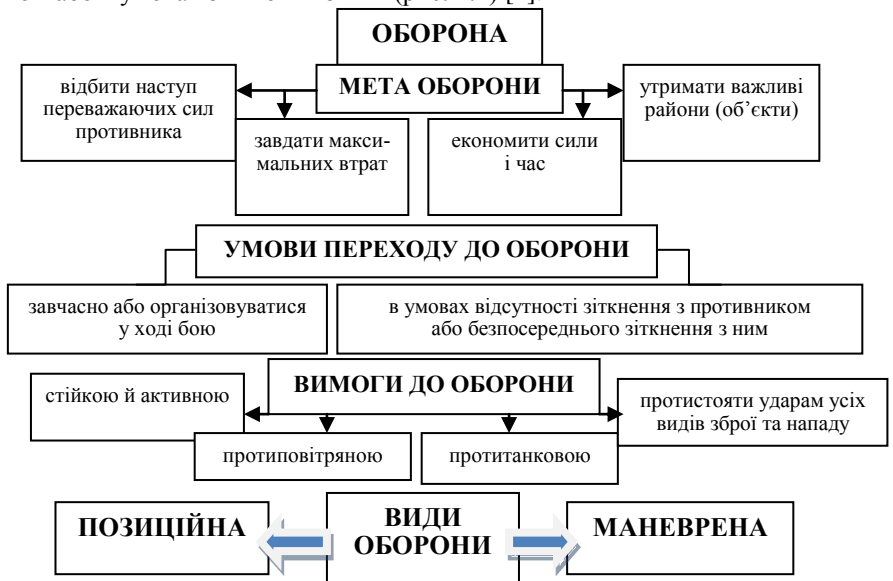 ОБОРОНА
МЕТА ОБОРОНИ
відбити наступ
переважаючих сил
противника
завдати макси-
мальних втрат
економити сили
і час
утримати важливі
райони (об’єкти)
УМОВИ ПЕРЕХОДУ ДО ОБОРОНИ
завчасно або організовуватися
у ході бою
в умовах відсутності зіткнення з противником
або безпосереднього зіткнення з ним
ВИМОГИ ДО ОБОРОНИ
стійкою й активною
протиповітряною
протитанковою
протистояти ударам усіх
видів зброї та нападу
ПОЗИЦІЙНА
ВИДИ
ОБОРОНИ
МАНЕВРЕНА